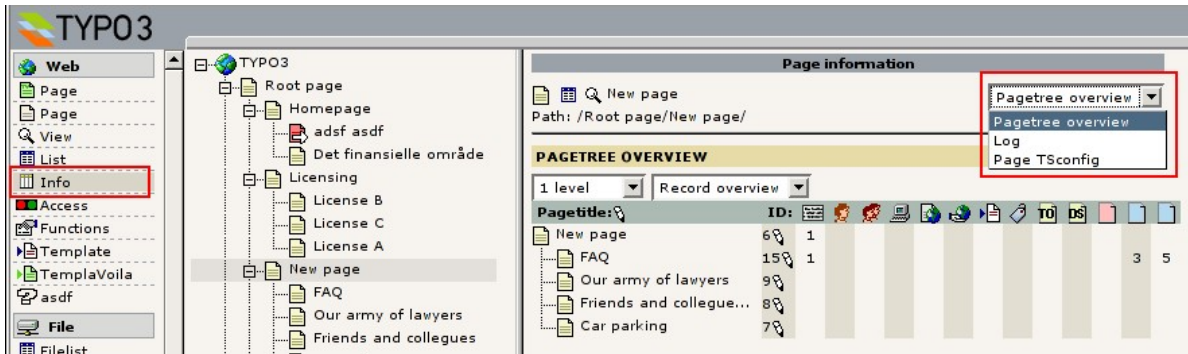 TYPO3
Web
Page
Page
View
List
Info
Access
Functions
Template
TemplaVoila
asdf
File
Filelist
TYPO3
Root page
Homepage
adsf asdf
Det finansielle område
Licensing
License B
License C
License A
New page
FAQ
Our army of lawyers
Friends and collegues
Page information
New page
Path: /Root page/New page/
Pagetree overview
Pagetree overview
Log
Page TSconfig
PAGETREE OVERVIEW
1 level Record overview
Pagetitle: ID: TO DS
New page 6 1
FAQ 15 1 3 5
Our army of lawyers 9
Friends and collegue... 8
Car parking 7